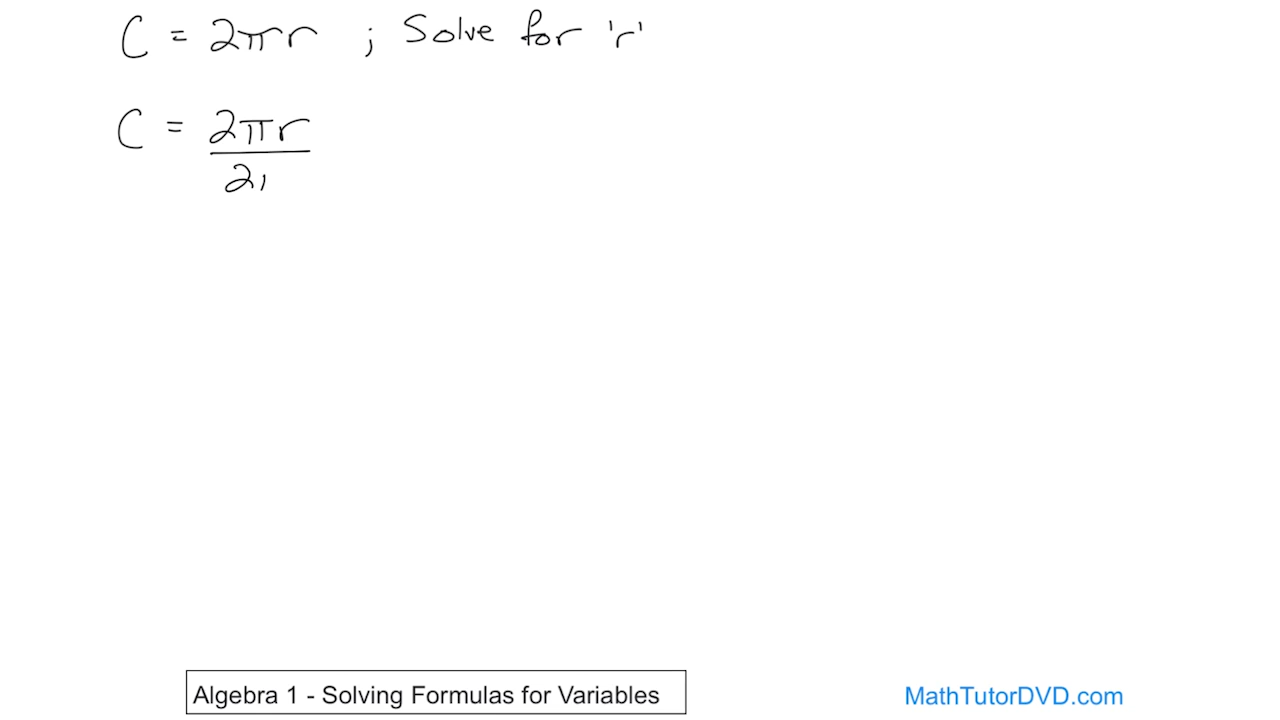 C = 2πr ; Solve for 'r'
C = 2πr
2
Algebra 1 - Solving Formulas for Variables
MathTutorDVD.com